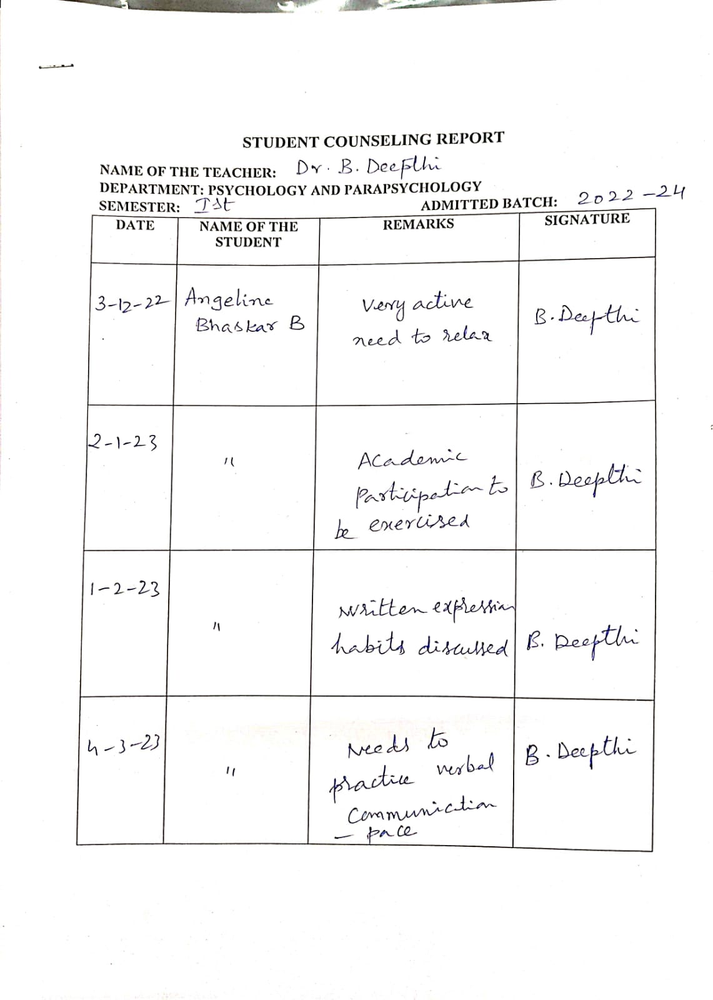 STUDENT COUNSELING REPORT
NAME OF THE TEACHER: Dr. B. Deepthi
DEPARTMENT: PSYCHOLOGY AND PARAPSYCHOLOGY
SEMESTER: Ist ADMITTED BATCH: 2022-24
DATE NAME OF THE STUDENT REMARKS SIGNATURE
3-12-22 Angeline
Bhaskar B
Very active
need to relax
B. Deepthi
2-1-23
"
Academic
Participation to
be exercised
B. Deepthi
1-2-23
"
written expression
habits discussed
B. Deepthi
4-3-23
"
Needs to
practice verbal
Communication
- pace
B. Deepthi